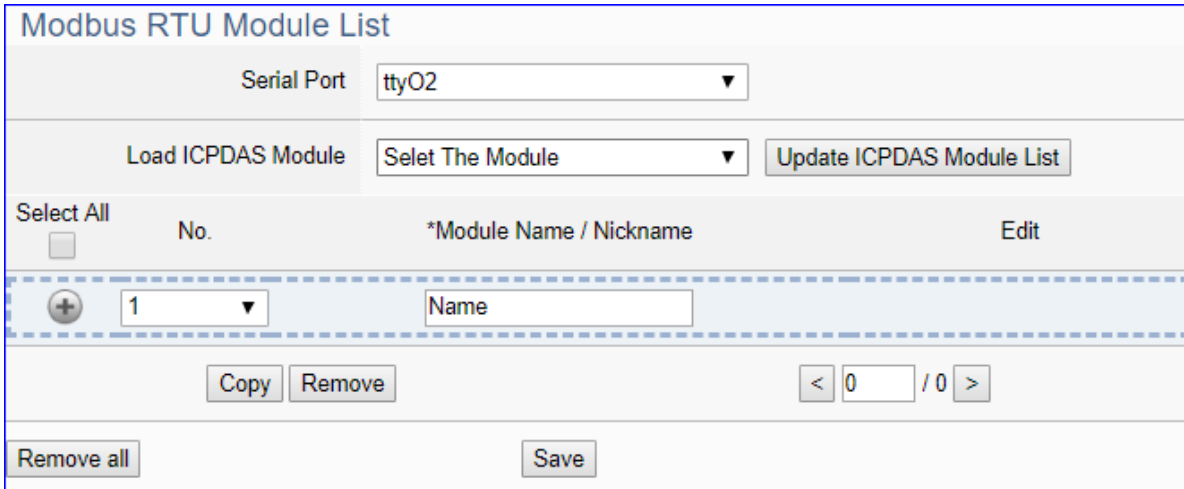 Modbus RTU Module List
Serial Port ttyO2
Load ICPDAS Module Selet The Module Update ICPDAS Module List
Select All No. *Module Name / Nickname Edit
1 Name
Copy Remove < 0 / 0 >
Remove all Save